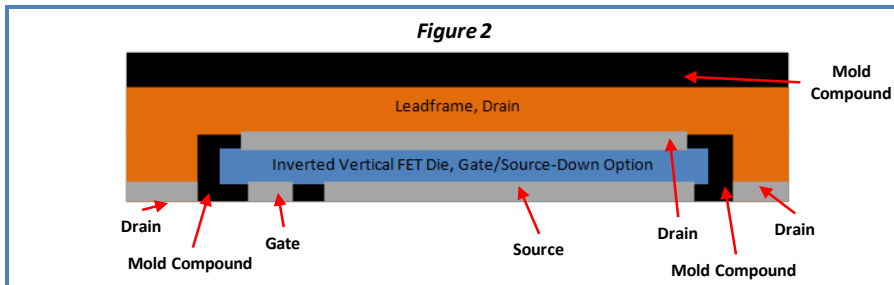 Figure 2
Mold
Compound
Leadframe, Drain
Inverted Vertical FET Die, Gate/Source-Down Option
Drain
Mold Compound
Gate
Source
Drain
Mold Compound
Drain